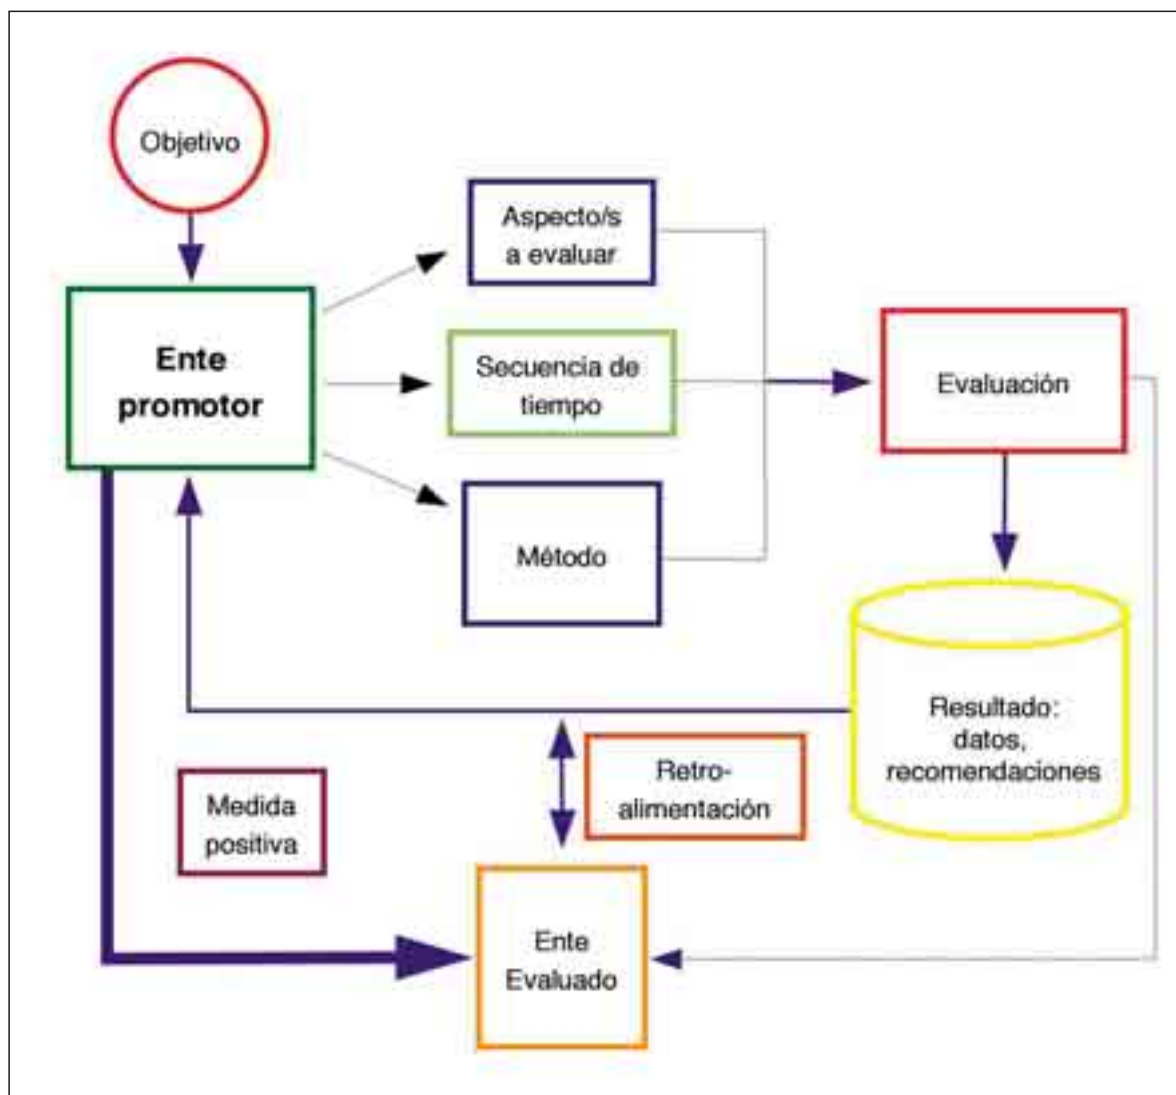 Objetivo
Aspecto/s
a evaluar
Ente
promotor
Secuencia de
tiempo
Evaluación
Método
Resultado:
datos,
recomendaciones
Retro-
alimentación
Medida
positiva
Ente
Evaluado